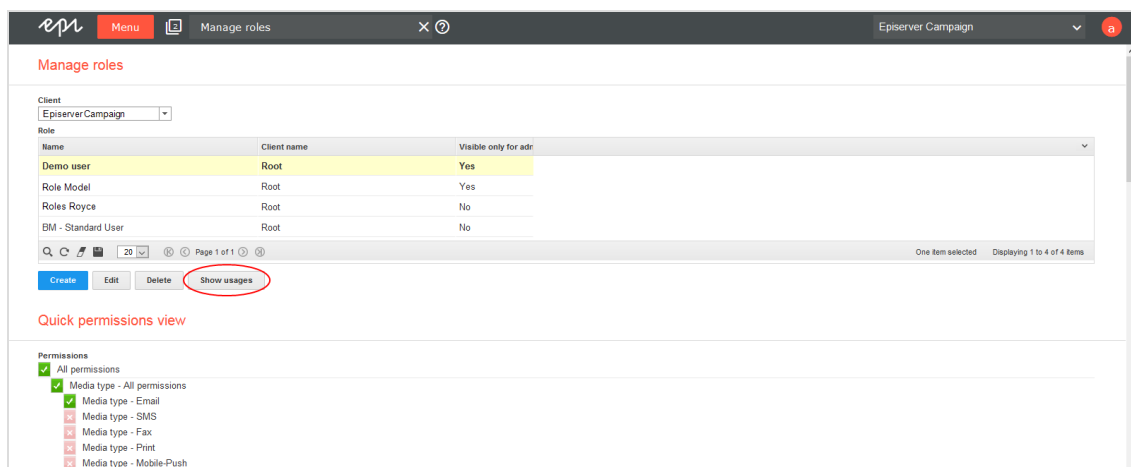 epi Menu 2 Manage roles Episerver Campaign a
Manage roles
Client
Episerver Campaign
Role
Name Client name Visible only for adm
Demo user Root Yes
Role Model Root Yes
Roles Royce Root No
BM - Standard User Root No
20 Page 1 of 1 One item selected Displaying 1 to 4 of 4 items
Create Edit Delete Show usages
Quick permissions view
Permissions
All permissions
Media type - All permissions
Media type - Email
Media type - SMS
Media type - Fax
Media type - Print
Media type - Mobile-Push